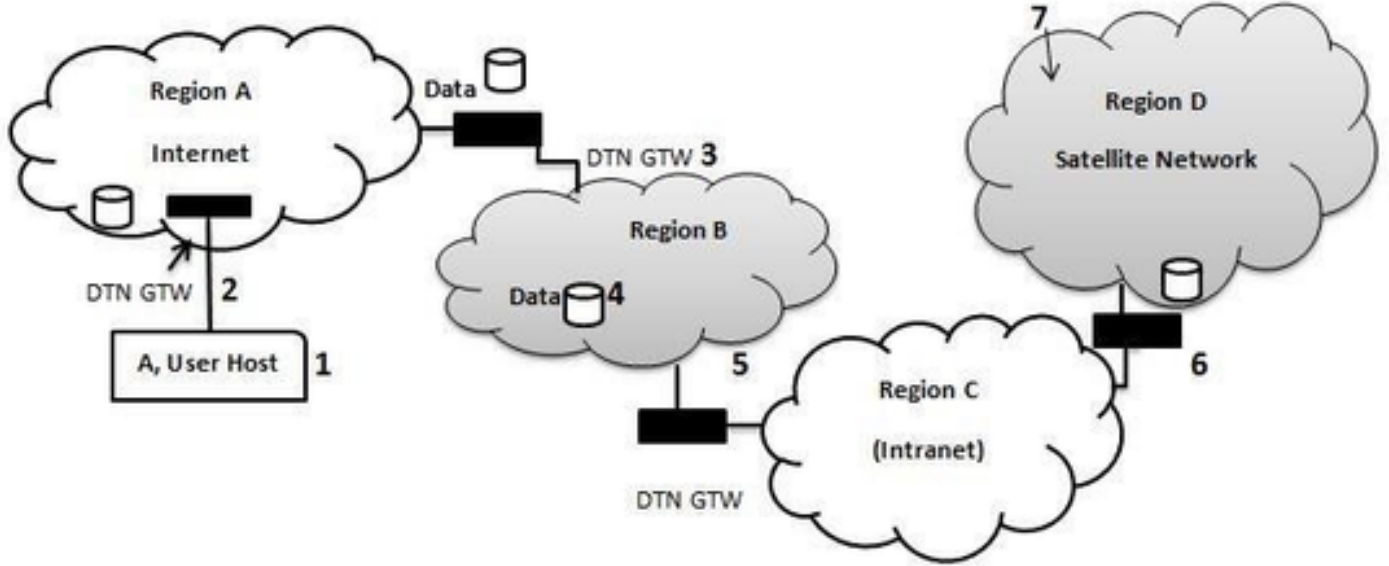 7
Region A
Data
Region D
Internet
DTN GTW 3
Satellite Network
Region B
DTN GTW 2
Data 4
A, User Host 1
5
6
Region C
(Intranet)
DTN GTW